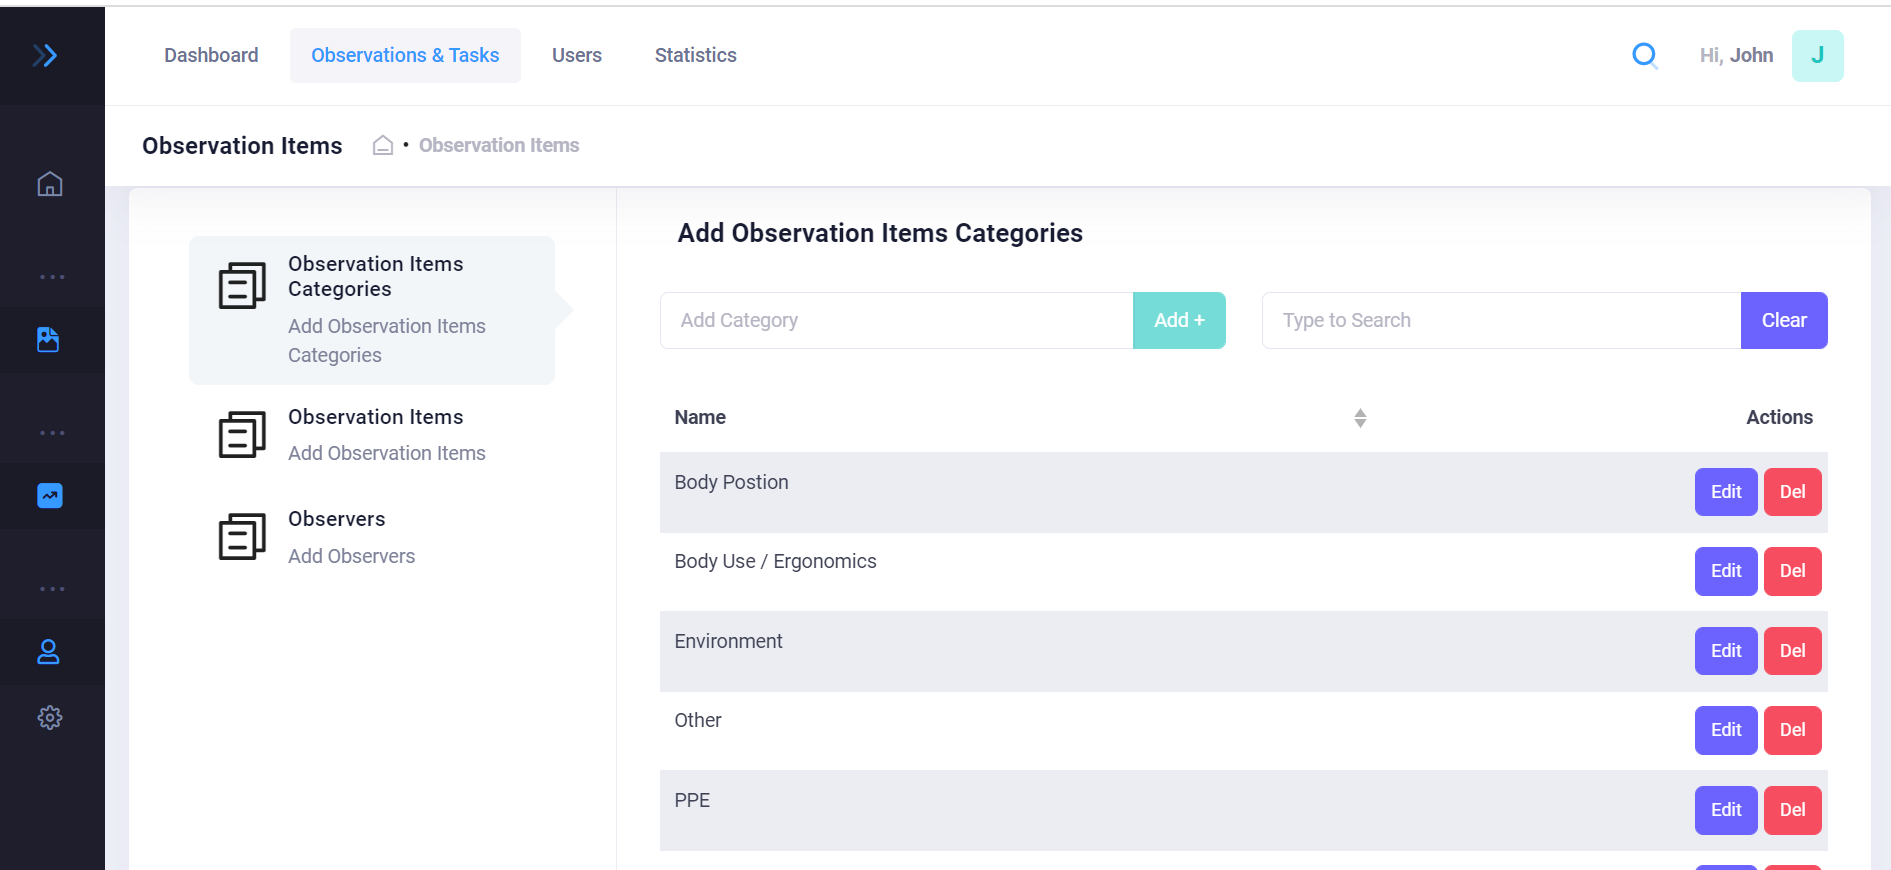 Dashboard
Observations & Tasks
Users
Statistics
Hi, John
J
Observation Items
• Observation Items
Observation Items
Categories
Add Observation Items
Categories
Observation Items
Add Observation Items
Observers
Add Observers
Add Observation Items Categories
Add Category
Add +
Type to Search
Clear
Name
Actions
Body Postion
Edit
Del
Body Use / Ergonomics
Edit
Del
Environment
Edit
Del
Other
Edit
Del
PPE
Edit
Del